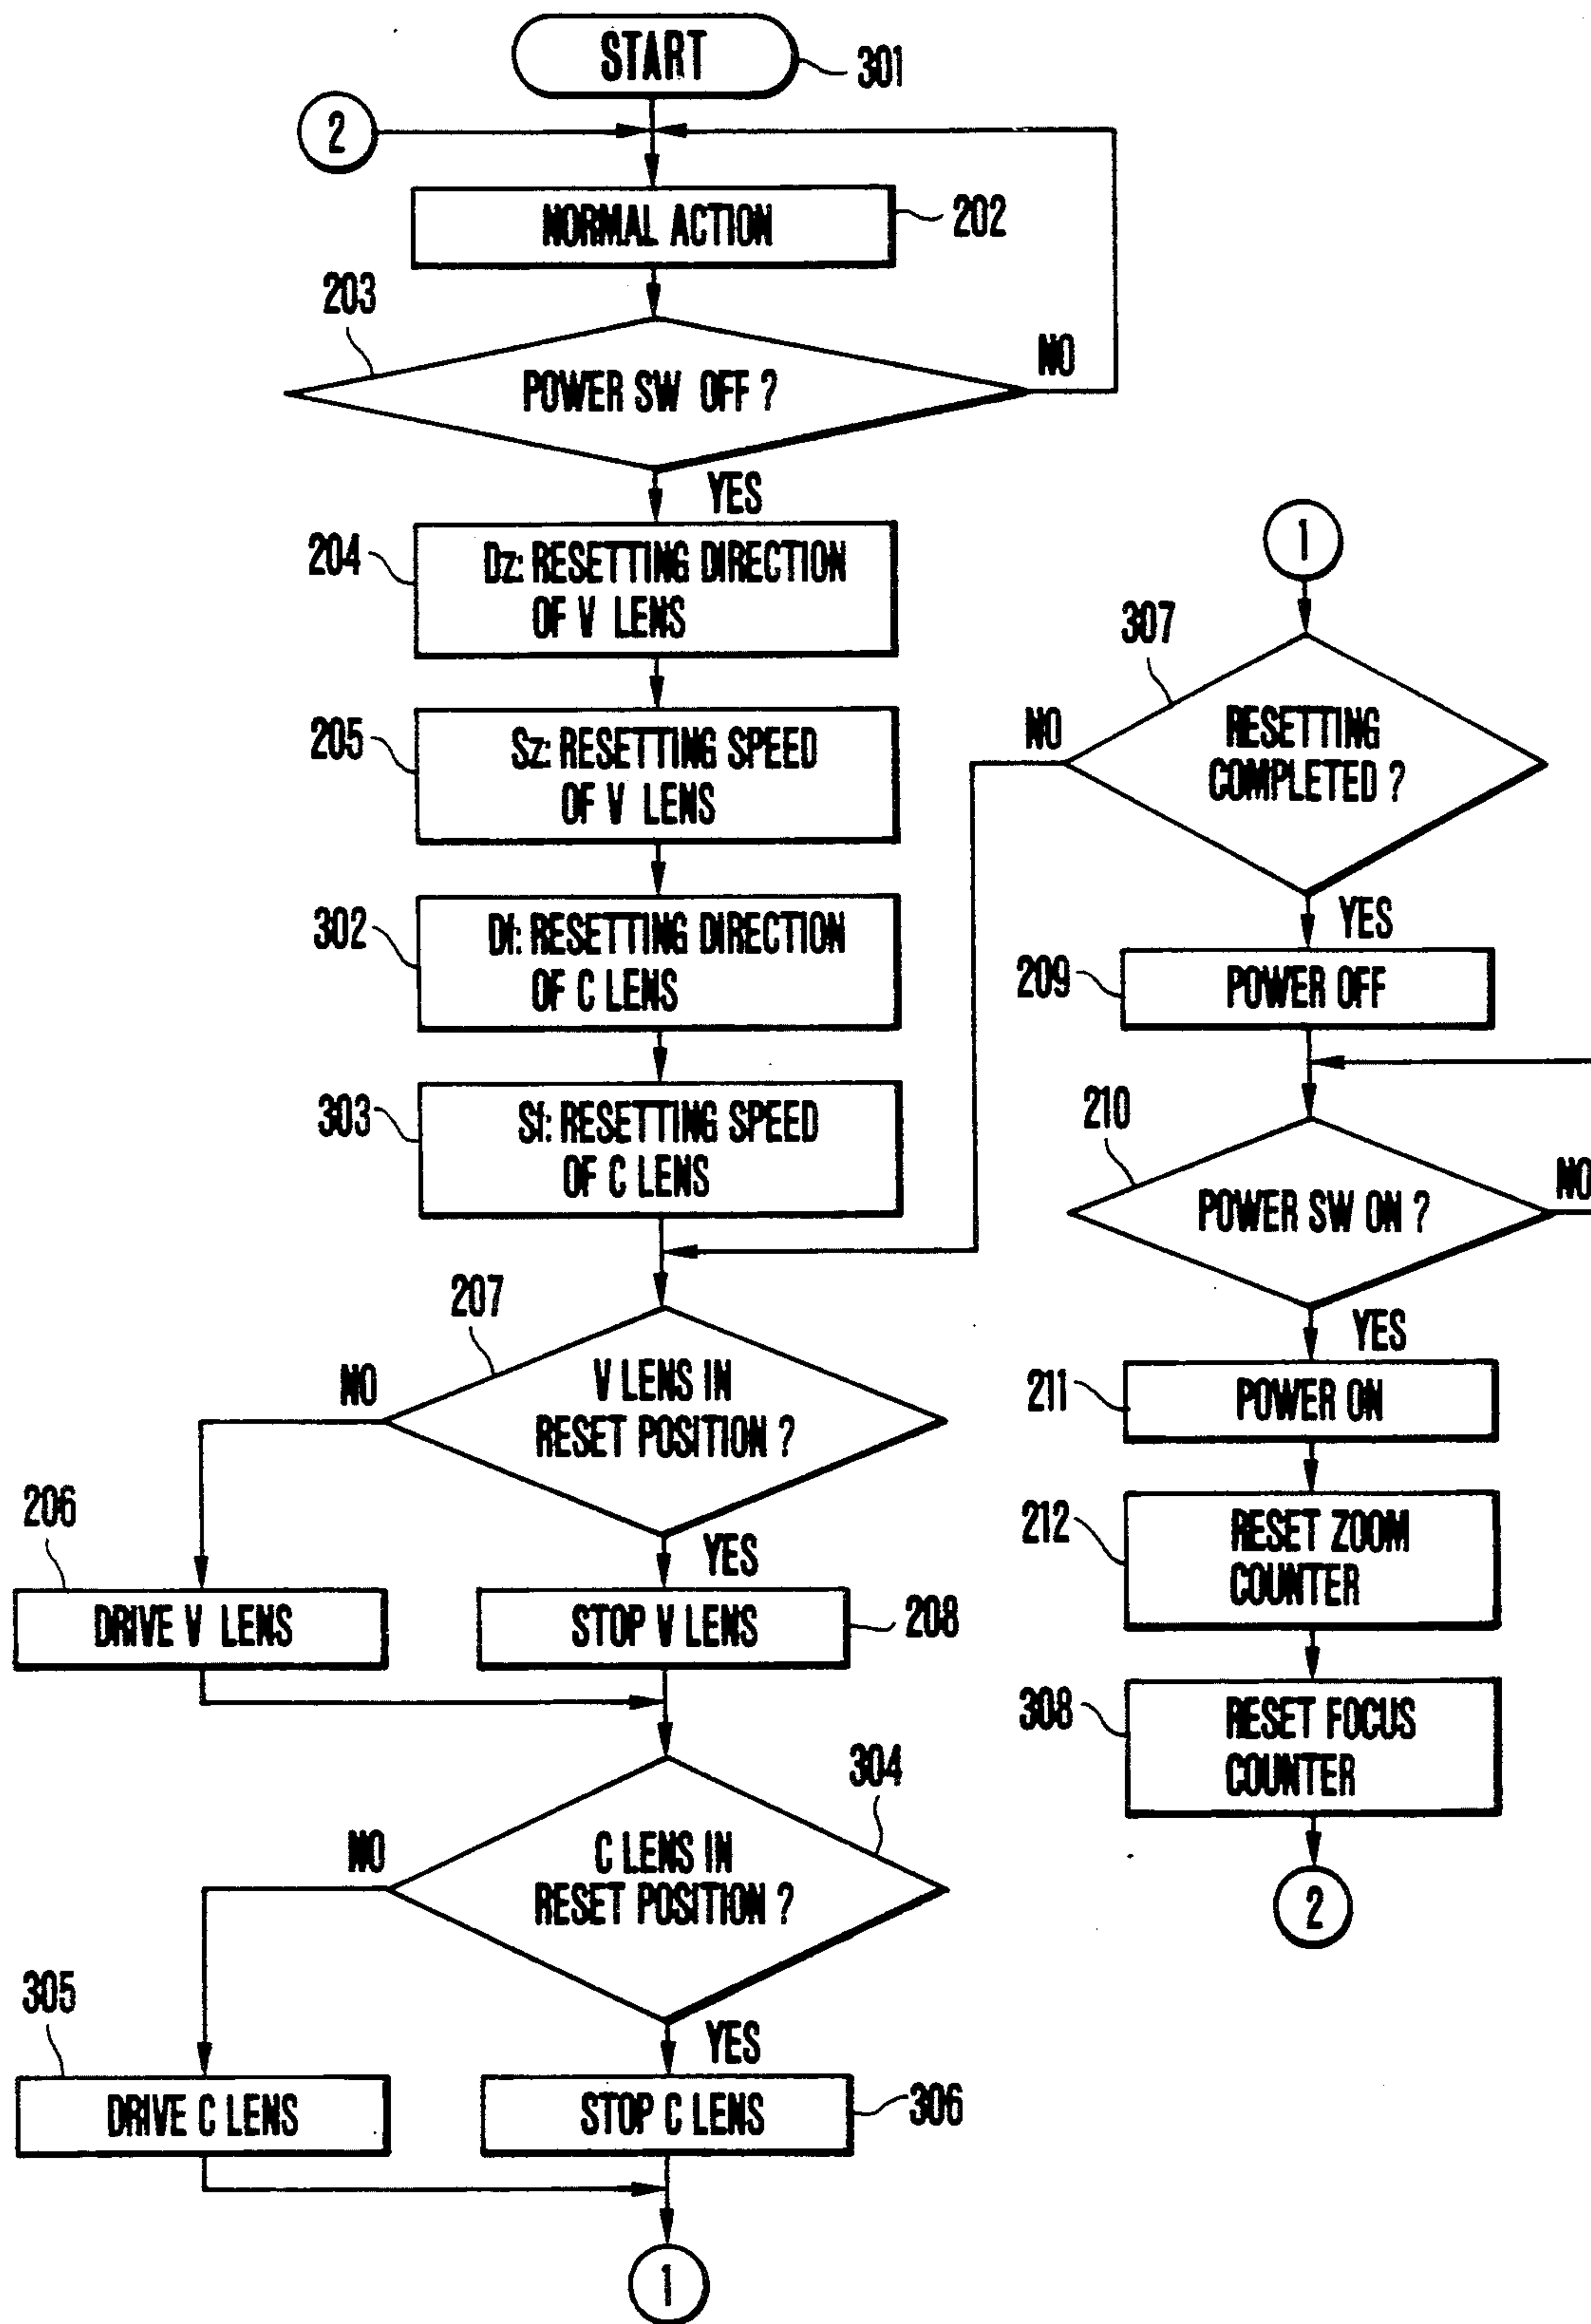 START
301
2
NORMAL ACTION
202
203
POWER SW OFF ?
NO
YES
204
Dz: RESETTING DIRECTION
OF V LENS
205
Sz: RESETTING SPEED
OF V LENS
302
Df: RESETTING DIRECTION
OF C LENS
303
Sf: RESETTING SPEED
OF C LENS
207
V LENS IN
RESET POSITION ?
NO
YES
206
DRIVE V LENS
STOP V LENS
208
304
C LENS IN
RESET POSITION ?
NO
YES
305
DRIVE C LENS
STOP C LENS
306
1
1
307
RESETTING
COMPLETED ?
NO
YES
209
POWER OFF
210
POWER SW ON ?
NO
YES
211
POWER ON
212
RESET ZOOM
COUNTER
308
RESET FOCUS
COUNTER
2